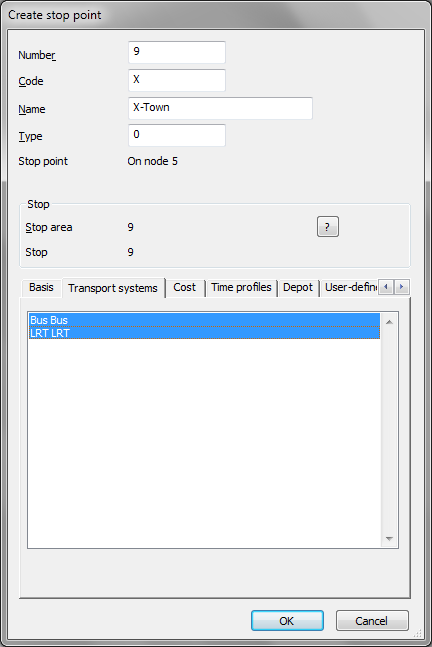 Create stop point
Number 9
Code X
Name X-Town
Type 0
Stop point On node 5
Stop
Stop area 9 ?
Stop 9
Basis Transport systems Cost Time profiles Depot User-define
Bus Bus
LRT LRT
OK Cancel